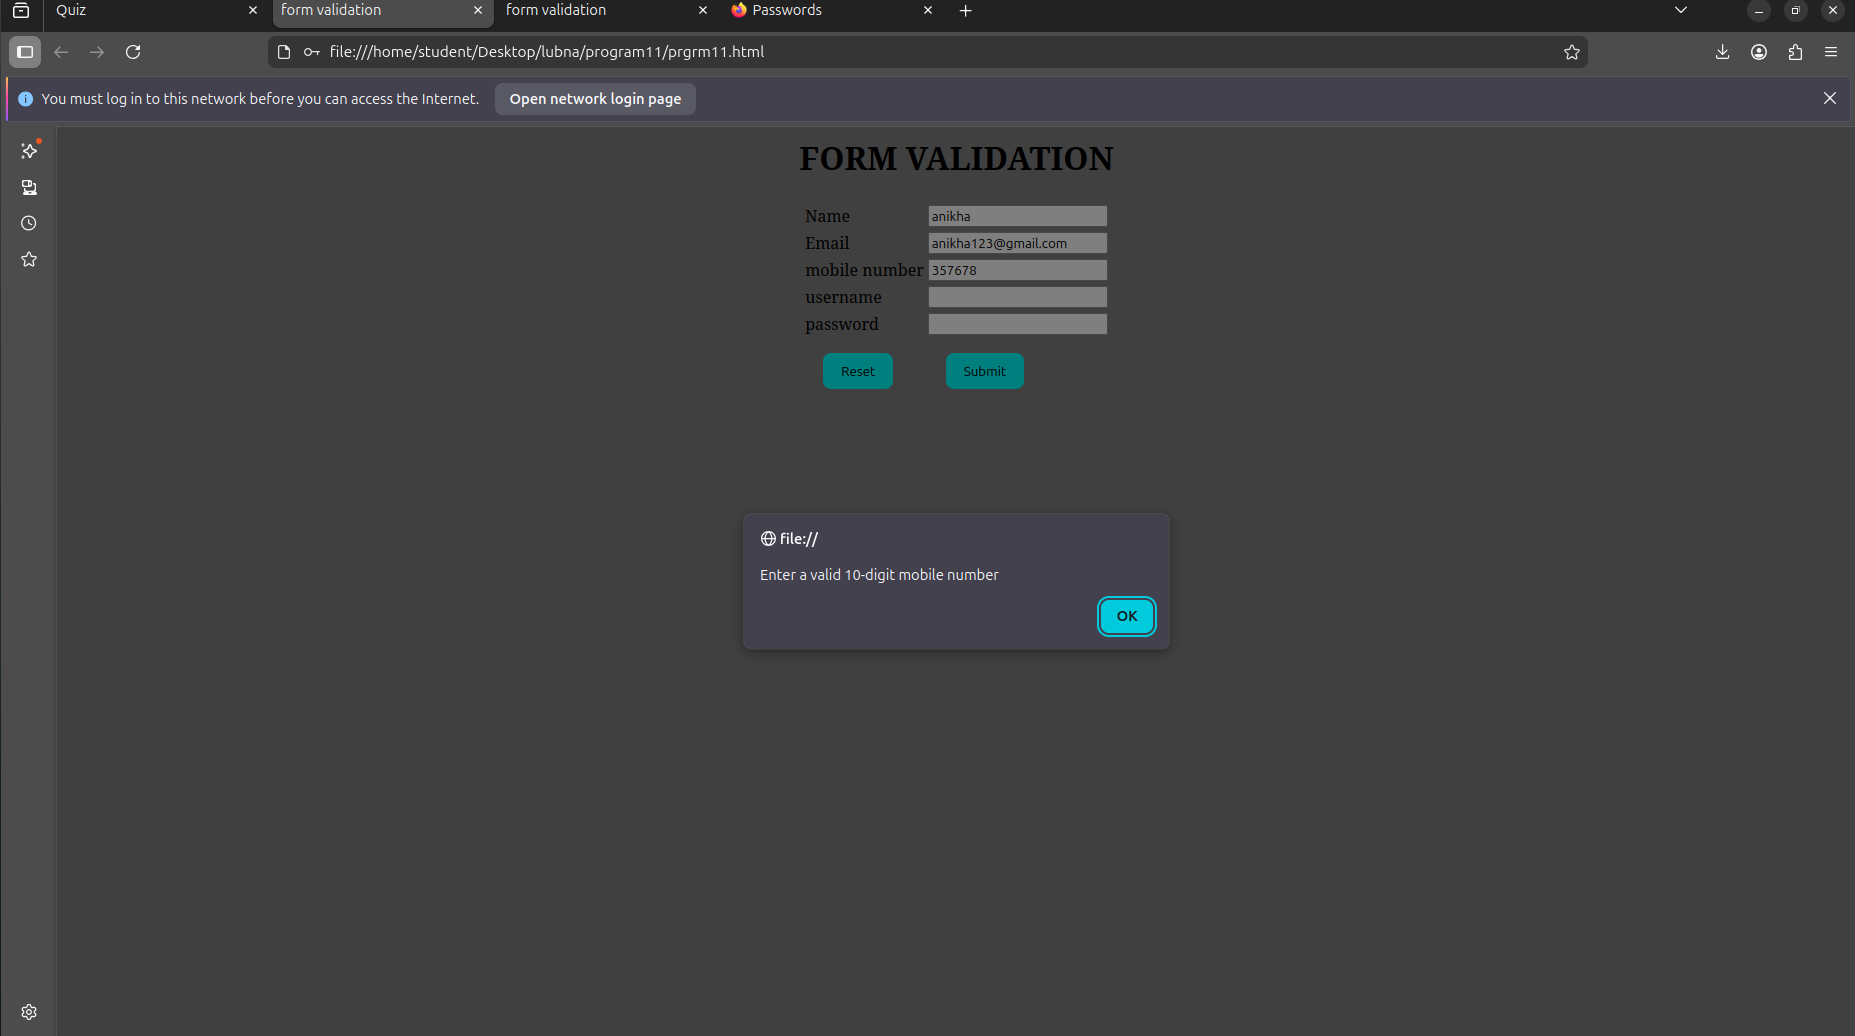 Quiz
form validation
form validation
Passwords
file:///home/student/Desktop/lubna/program11/prgrm11.html
You must log in to this network before you can access the Internet. Open network login page
FORM VALIDATION
Name anikha
Email anikha123@gmail.com
mobile number 357678
username
password
Reset Submit
file://
Enter a valid 10-digit mobile number
OK